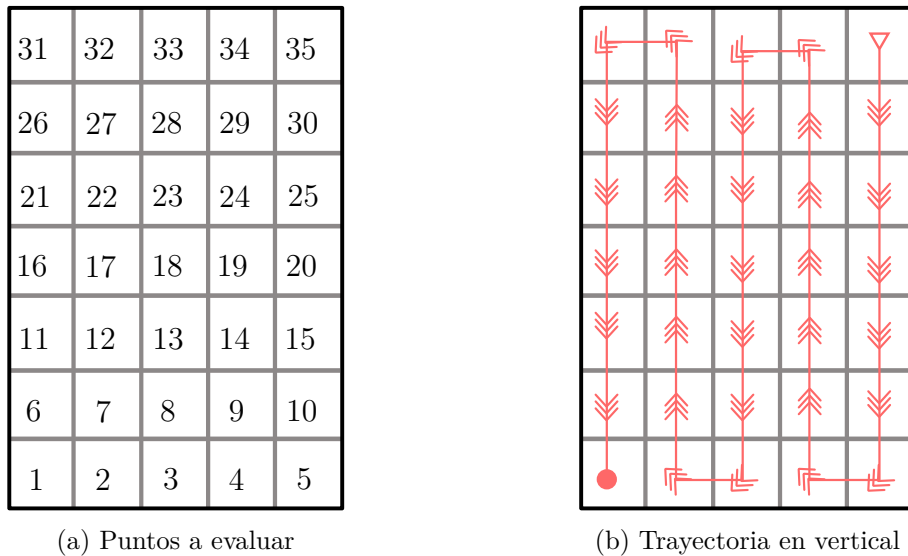 31 32 33 34 35
26 27 28 29 30
21 22 23 24 25
16 17 18 19 20
11 12 13 14 15
6 7 8 9 10
1 2 3 4 5
(a) Puntos a evaluar
(b) Trayectoria en vertical